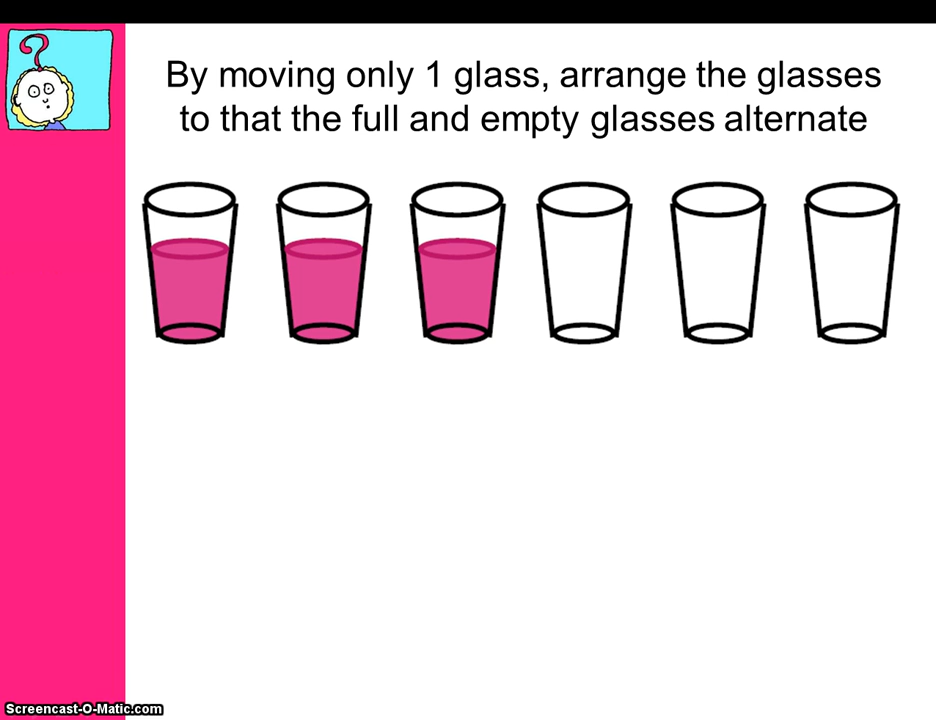 By moving only 1 glass, arrange the glasses
to that the full and empty glasses alternate
Screencast-O-Matic.com